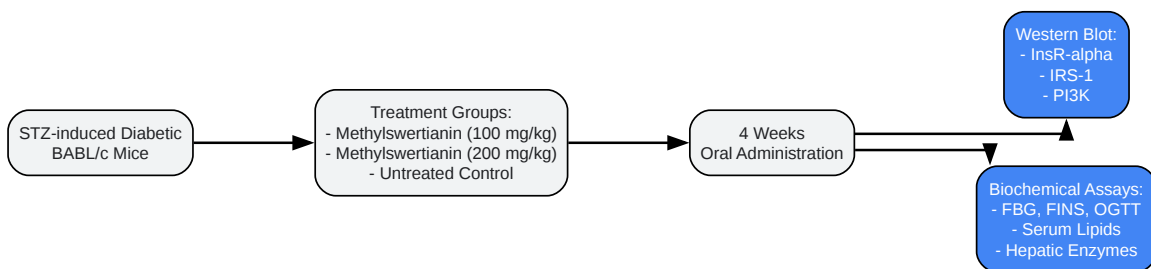 STZ-induced Diabetic
BABL/c Mice
Treatment Groups:
- Methylswertianin (100 mg/kg)
- Methylswertianin (200 mg/kg)
- Untreated Control
4 Weeks
Oral Administration
Western Blot:
- InsR-alpha
- IRS-1
- PI3K
Biochemical Assays:
- FBG, FINS, OGTT
- Serum Lipids
- Hepatic Enzymes